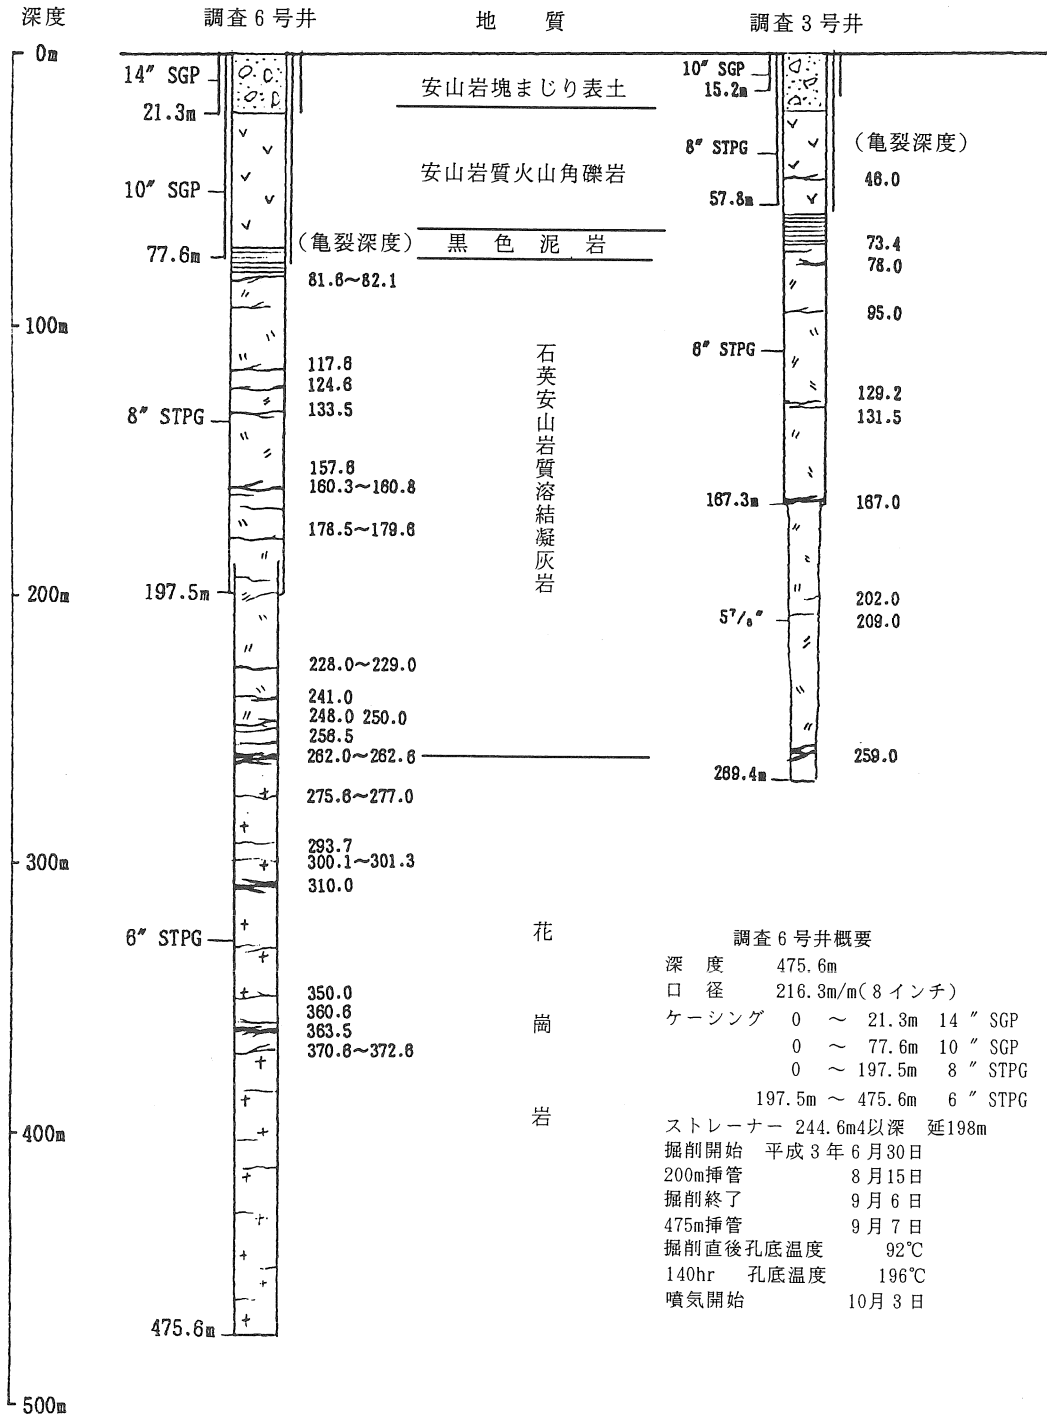 深度
調査6号井
地 質
調査3号井
0m
14″ SGP
21.3m
10″ SGP
77.6m
(亀裂深度)
81.6～82.1
100m
117.6
124.6
133.5
8″ STPG
157.6
160.3～160.8
178.5～179.6
197.5m
200m
228.0～229.0
241.0
248.0 250.0
256.5
262.0～262.6
275.6～277.0
293.7
300.1～301.3
300m
310.0
6″ STPG
350.0
360.6
363.5
370.6～372.6
400m
475.6m
500m
安山岩塊まじり表土
安山岩質火山角礫岩
黒色泥岩
石英安山岩質溶結凝灰岩
花崗岩
10″ SGP
15.2m
8″ STPG
(亀裂深度)
46.0
57.8m
73.4
78.0
95.0
6″ STPG
129.2
131.5
167.3m
167.0
202.0
5⁷/₈″
209.0
259.0
269.4m
調査6号井概要
深 度 475.6m
口 径 216.3m/m(8インチ)
ケーシング 0 ～ 21.3m 14 ″ SGP
0 ～ 77.6m 10 ″ SGP
0 ～ 197.5m 8 ″ STPG
197.5m ～ 475.6m 6 ″ STPG
ストレーナー 244.6m4以深 延198m
掘削開始 平成3年6月30日
200m挿管 8月15日
掘削終了 9月6日
475m挿管 9月7日
掘削直後孔底温度 92℃
140hr 孔底温度 196℃
噴気開始 10月3日